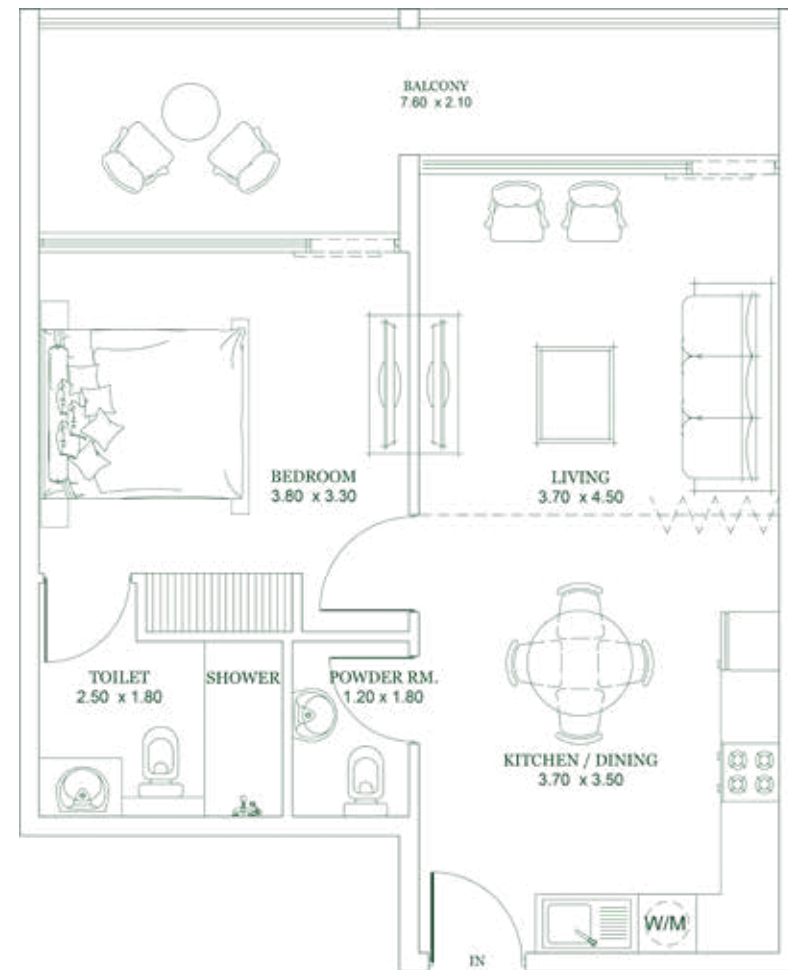 BALCONY
7.60 x 2.10
BEDROOM
3.80 x 3.30
LIVING
3.70 x 4.50
TOILET
2.50 x 1.80
SHOWER
POWDER RM.
1.20 x 1.80
KITCHEN / DINING
3.70 x 3.50
W/M
IN